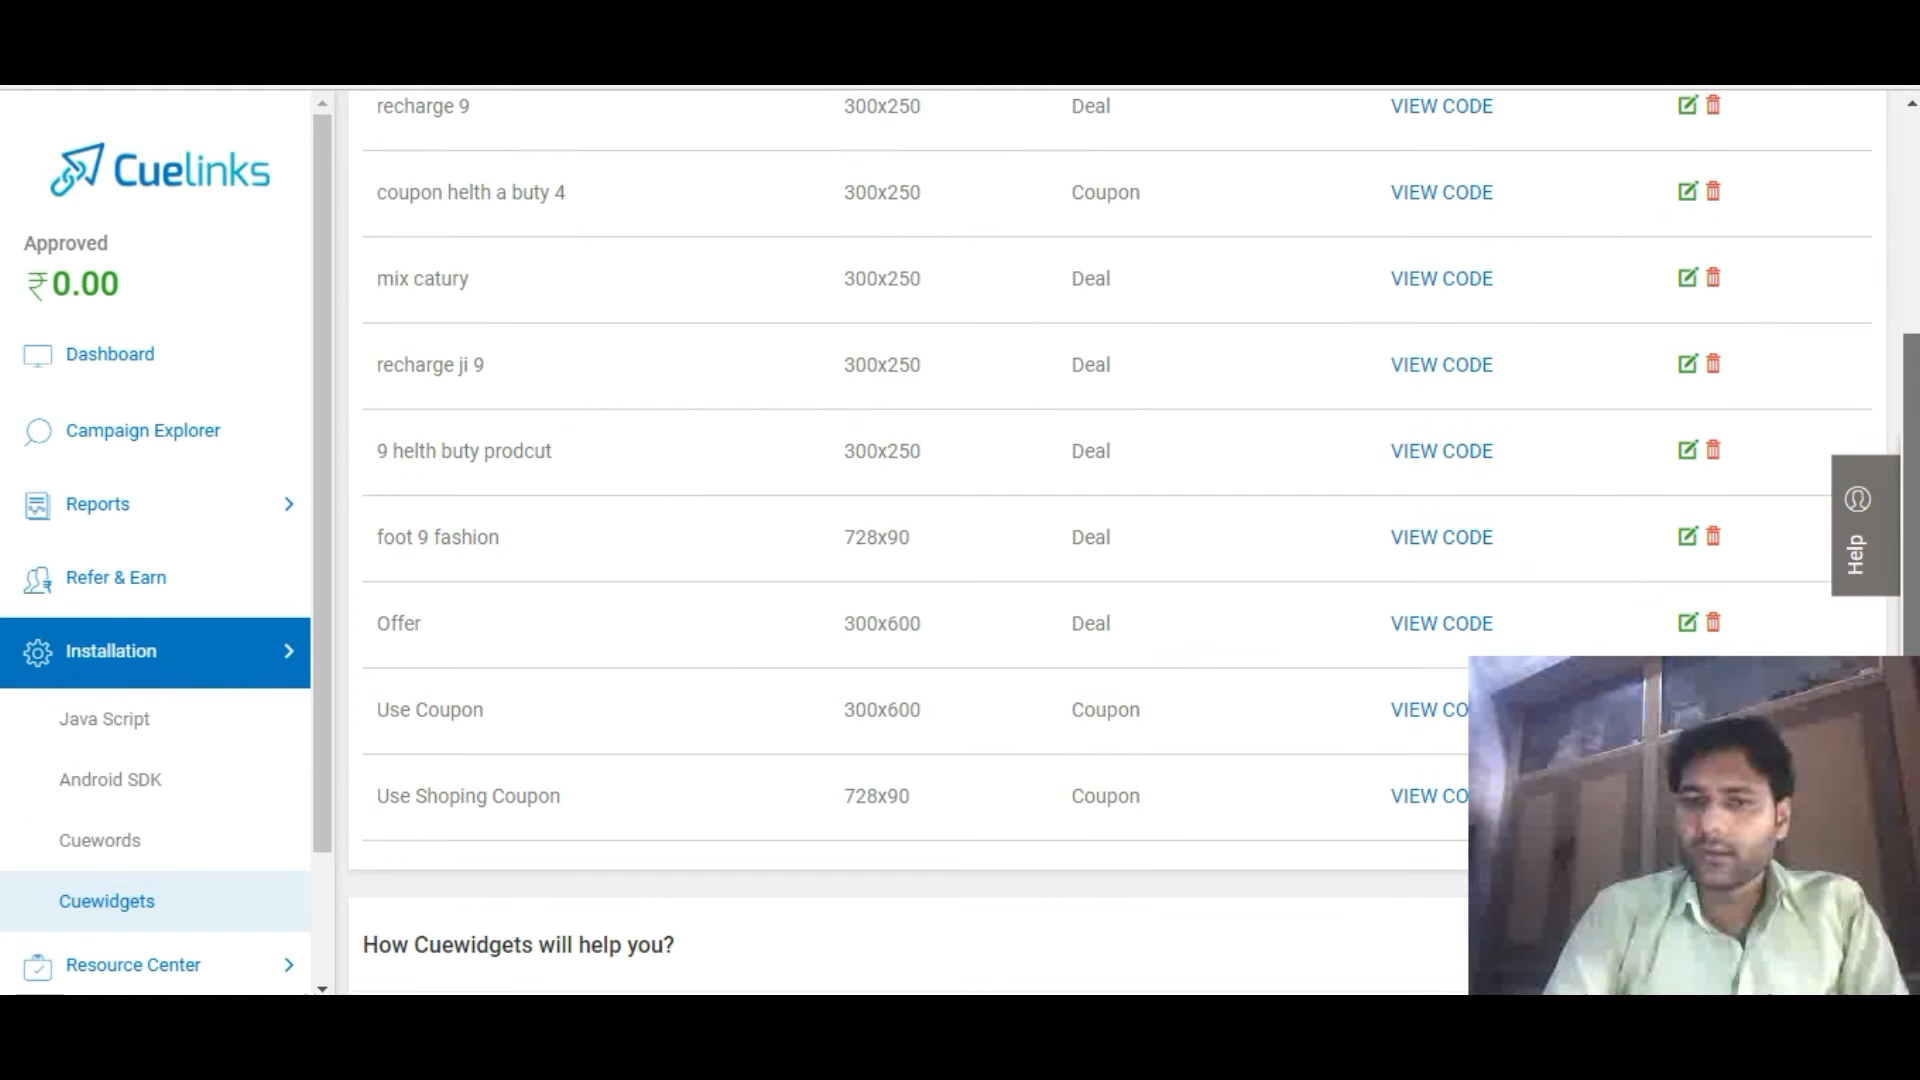 Cuelinks
Approved
₹0.00
Dashboard
Campaign Explorer
Reports
Refer & Earn
Installation
Java Script
Android SDK
Cuewords
Cuewidgets
Resource Center
recharge 9 300x250 Deal VIEW CODE
coupon helth a buty 4 300x250 Coupon VIEW CODE
mix catury 300x250 Deal VIEW CODE
recharge ji 9 300x250 Deal VIEW CODE
9 helth buty prodcut 300x250 Deal VIEW CODE
foot 9 fashion 728x90 Deal VIEW CODE
Offer 300x600 Deal VIEW CODE
Use Coupon 300x600 Coupon VIEW CO
Use Shoping Coupon 728x90 Coupon VIEW CO
How Cuewidgets will help you?
Help